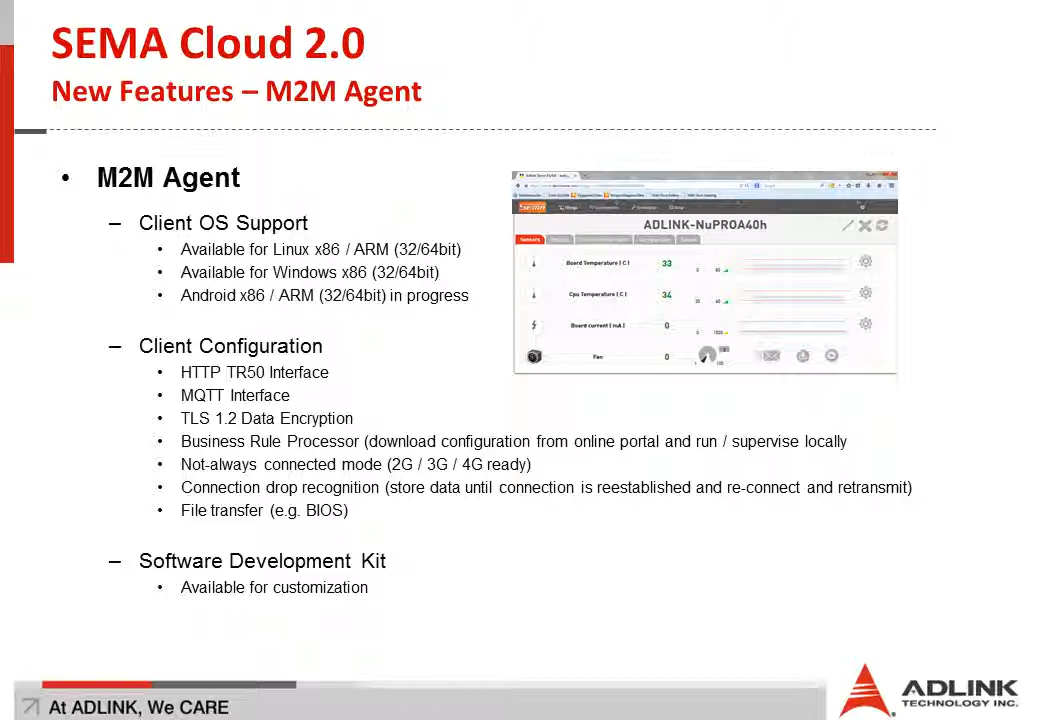 SEMA Cloud 2.0
New Features – M2M Agent
• M2M Agent
– Client OS Support
• Available for Linux x86 / ARM (32/64bit)
• Available for Windows x86 (32/64bit)
• Android x86 / ARM (32/64bit) in progress
– Client Configuration
• HTTP TR50 Interface
• MQTT Interface
• TLS 1.2 Data Encryption
• Business Rule Processor (download configuration from online portal and run / supervise locally
• Not-always connected mode (2G / 3G / 4G ready)
• Connection drop recognition (store data until connection is reestablished and re-connect and retransmit)
• File transfer (e.g. BIOS)
– Software Development Kit
• Available for customization
Sema
ADLINK-NuPROA40h
Sensors
Board Temperature [ C ] 33
Cpu Temperature [ C ] 34
Board current [ mA ] 0
Fan 0
At ADLINK, We CARE
ADLINK
TECHNOLOGY INC.